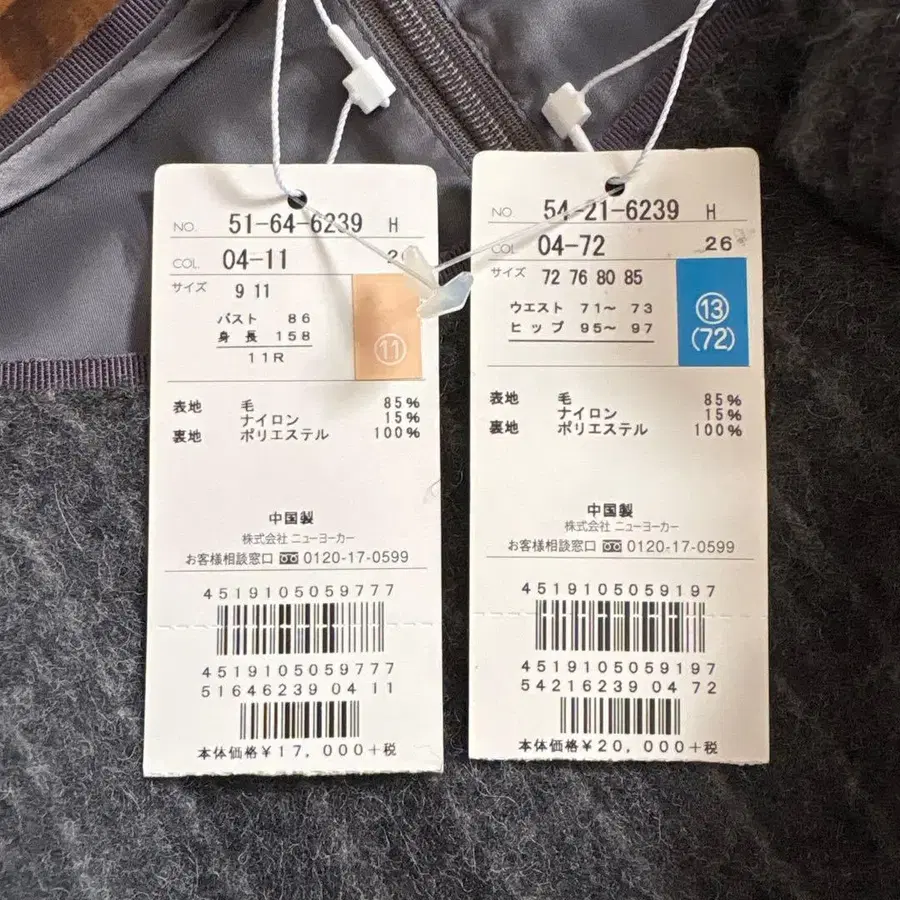 NO. 51-64-6239 H
COL. 04-11
サイズ 9 11
バスト 86
身長 158
11R
⑪
表地 毛 85%
ナイロン 15%
裏地 ポリエステル 100%
中国製
株式会社 ニューヨーカー
お客様相談窓口 0120-17-0599
4519105059777
4519105059777
51646239 04 11
本体価格¥17,000+税
NO. 54-21-6239 H
COL. 04-72 26
サイズ 72 76 80 85
ウエスト 71~ 73
ヒップ 95~ 97
⑬
(72)
表地 毛 85%
ナイロン 15%
裏地 ポリエステル 100%
中国製
株式会社 ニューヨーカー
お客様相談窓口 0120-17-0599
4519105059197
4519105059197
54216239 04 72
本体価格¥20,000+税